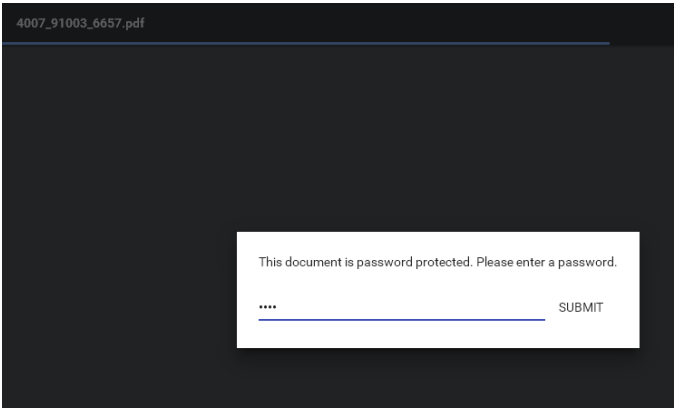 4007_91003_6657.pdf
This document is password protected. Please enter a password.
•••• SUBMIT